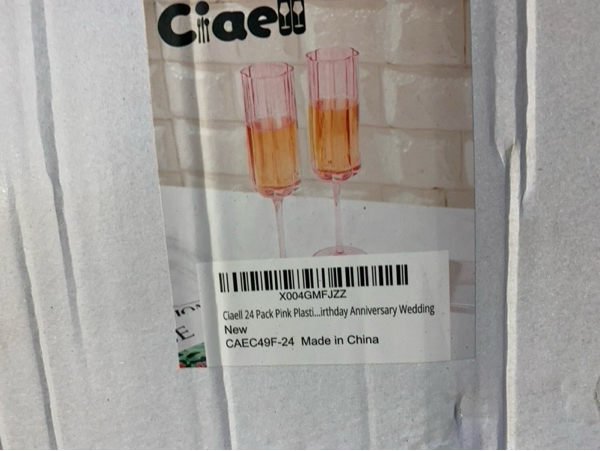 Ciaell
X004GMFJZZ
Ciaell 24 Pack Pink Plasti...irthday Anniversary Wedding
New
CAEC49F-24 Made in China